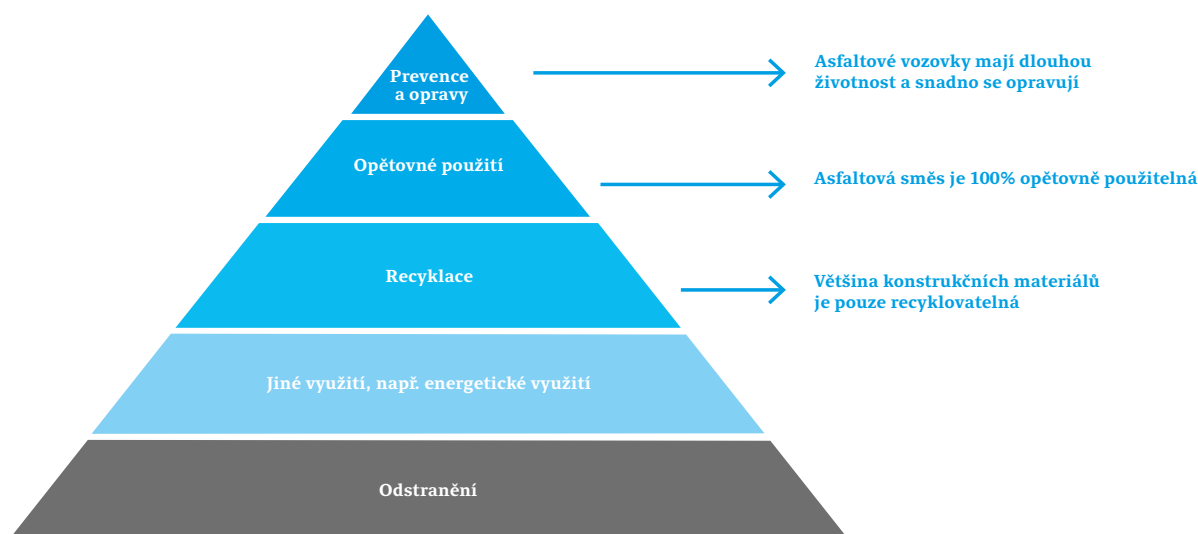 Prevence
a opravy
Asfaltové vozovky mají dlouhou
životnost a snadno se opravují
Opětovné použití
Asfaltová směs je 100% opětovně použitelná
Recyklace
Většina konstrukčních materiálů
je pouze recyklovatelná
Jiné využití, např. energetické využití
Odstranění